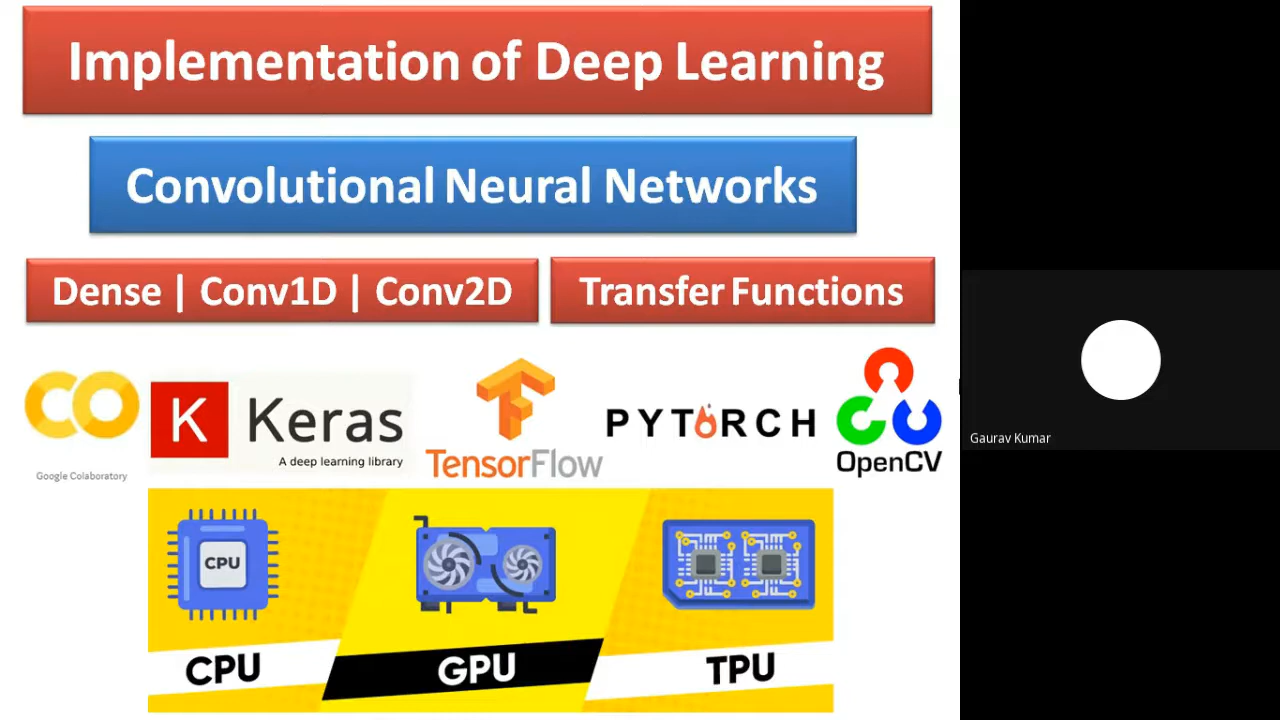 Implementation of Deep Learning
Convolutional Neural Networks
Dense | Conv1D | Conv2D
Transfer Functions
CO
Google Colaboratory
K Keras
A deep learning library
TensorFlow
PYTORCH
OpenCV
CPU
CPU
GPU
TPU
Gaurav Kumar